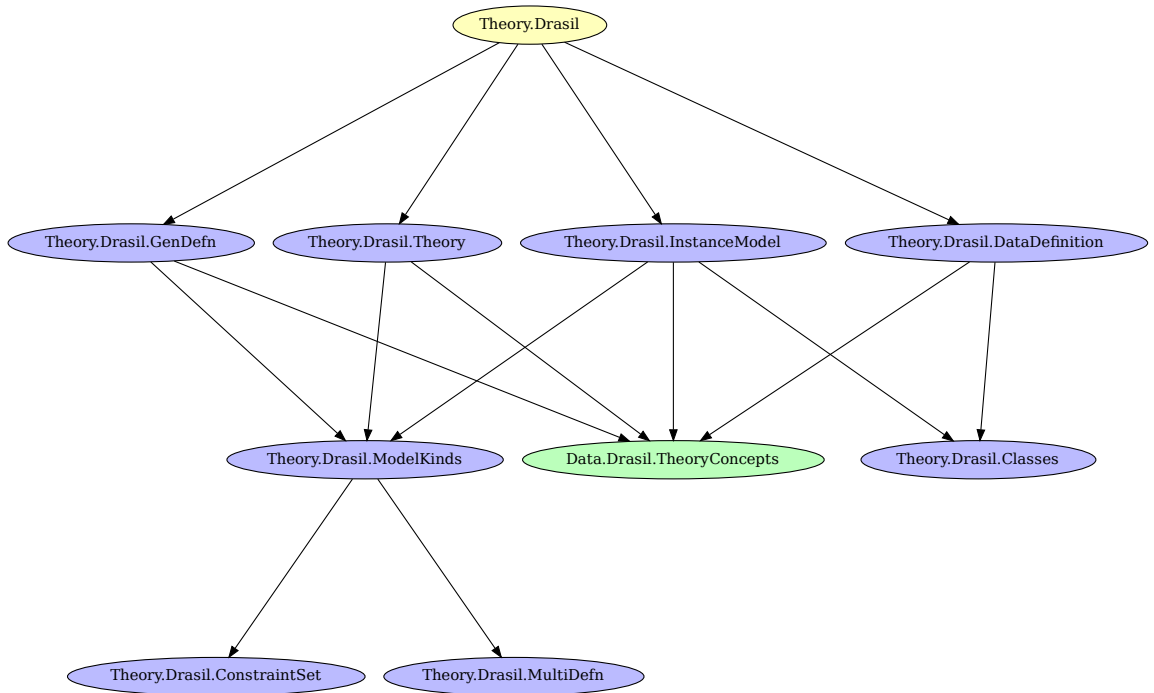 Theory.Drasil
Theory.Drasil.GenDefn
Theory.Drasil.Theory
Theory.Drasil.InstanceModel
Theory.Drasil.DataDefinition
Theory.Drasil.ModelKinds
Data.Drasil.TheoryConcepts
Theory.Drasil.Classes
Theory.Drasil.ConstraintSet
Theory.Drasil.MultiDefn